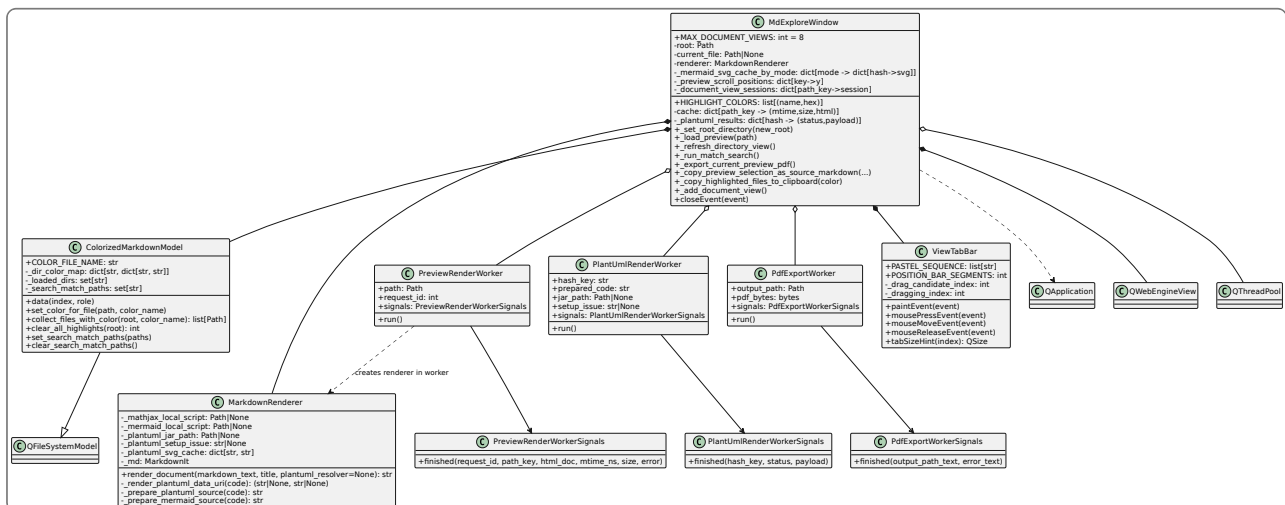 C MdExploreWindow
+MAX_DOCUMENT_VIEWS: int = 8
-root: Path
-current_file: Path|None
-renderer: MarkdownRenderer
-_mermaid_svg_cache_by_mode: dict[mode -> dict[hash->svg]]
-_preview_scroll_positions: dict[key->y]
-_document_view_sessions: dict[path_key->session]
+HIGHLIGHT_COLORS: list[(name,hex)]
-cache: dict[path_key -> (mtime,size,html)]
-_plantuml_results: dict[hash -> (status,payload)]
+_set_root_directory(new_root)
+_load_preview(path)
+_refresh_directory_view()
+_run_match_search()
+_export_current_preview_pdf()
+_copy_preview_selection_as_source_markdown(...)
+_copy_highlighted_files_to_clipboard(color)
+_add_document_view()
+closeEvent(event)
C ColorizedMarkdownModel
+COLOR_FILE_NAME: str
-_dir_color_map: dict[str, dict[str, str]]
-_loaded_dirs: set[str]
-_search_match_paths: set[str]
+data(index, role)
+set_color_for_file(path, color_name)
+collect_files_with_color(root, color_name): list[Path]
+clear_all_highlights(root): int
+set_search_match_paths(paths)
+clear_search_match_paths()
C PreviewRenderWorker
+path: Path
+request_id: int
+signals: PreviewRenderWorkerSignals
+run()
C PlantUmlRenderWorker
+hash_key: str
+prepared_code: str
+jar_path: Path|None
+setup_issue: str|None
+signals: PlantUmlRenderWorkerSignals
+run()
C PdfExportWorker
+output_path: Path
+pdf_bytes: bytes
+signals: PdfExportWorkerSignals
+run()
C ViewTabBar
+PASTEL_SEQUENCE: list[str]
+POSITION_BAR_SEGMENTS: int
-_drag_candidate_index: int
-_dragging_index: int
+paintEvent(event)
+mousePressEvent(event)
+mouseMoveEvent(event)
+mouseReleaseEvent(event)
+tabSizeHint(index): QSize
C QApplication
C QWebEngineView
C QThreadPool
creates renderer in worker
C QFileSystemModel
C MarkdownRenderer
-_mathjax_local_script: Path|None
-_mermaid_local_script: Path|None
-_plantuml_jar_path: Path|None
-_plantuml_setup_issue: str|None
-_plantuml_svg_cache: dict[str, str]
-_md: MarkdownIt
+render_document(markdown_text, title, plantuml_resolver=None): str
-_render_plantuml_data_uri(code): (str|None, str|None)
-_prepare_plantuml_source(code): str
-_prepare_mermaid_source(code): str
C PreviewRenderWorkerSignals
+finished(request_id, path_key, html_doc, mtime_ns, size, error)
C PlantUmlRenderWorkerSignals
+finished(hash_key, status, payload)
C PdfExportWorkerSignals
+finished(output_path_text, error_text)